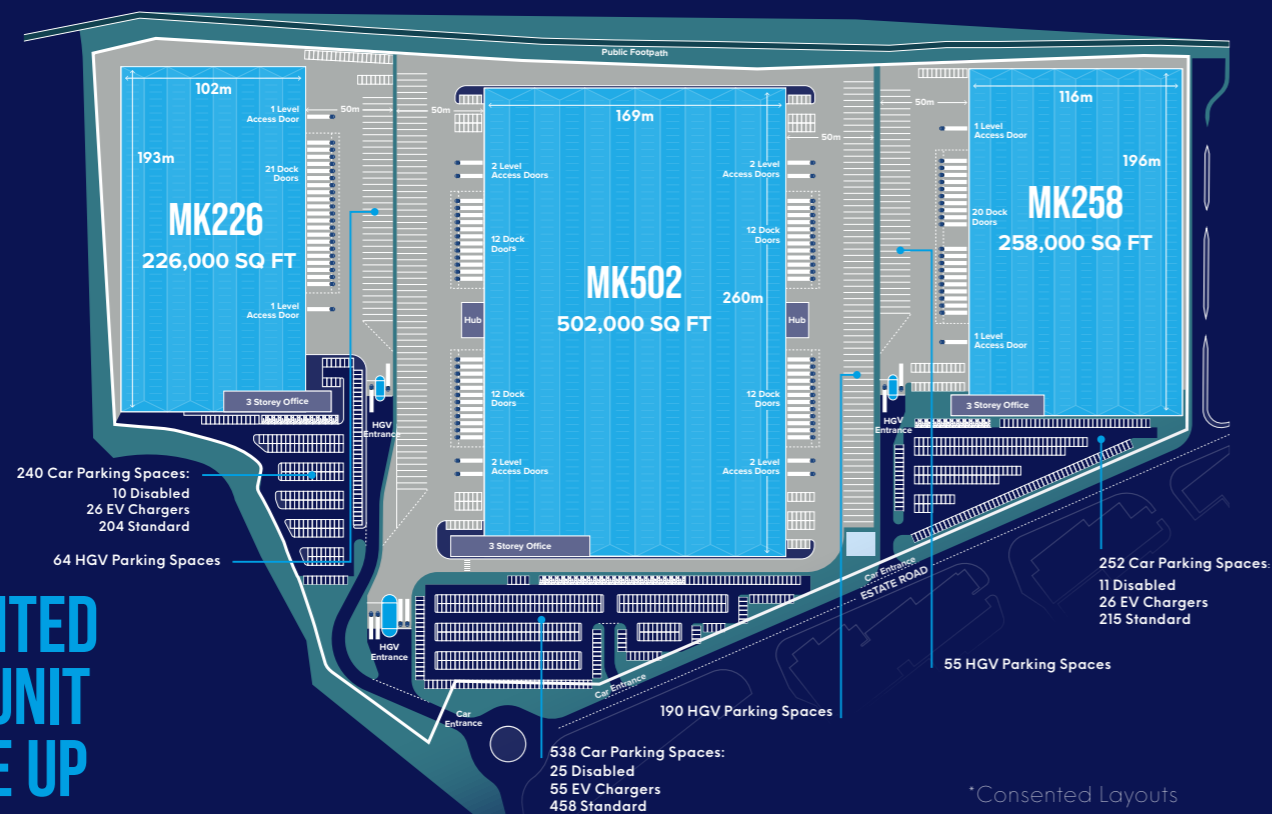 Public Footpath
102m
193m
1 Level
Access Door
21 Dock
Doors
MK226
226,000 SQ FT
1 Level
Access Door
3 Storey Office
50m
50m
HGV
Entrance
169m
2 Level
Access Doors
2 Level
Access Doors
12 Dock
Doors
12 Dock
Doors
MK502
502,000 SQ FT
260m
Hub
Hub
12 Dock
Doors
12 Dock
Doors
2 Level
Access Doors
2 Level
Access Doors
3 Storey Office
50m
50m
116m
196m
1 Level
Access Door
20 Dock
Doors
MK258
258,000 SQ FT
1 Level
Access Door
3 Storey Office
HGV
Entrance
240 Car Parking Spaces:
10 Disabled
26 EV Chargers
204 Standard
64 HGV Parking Spaces
HGV
Entrance
Car
Entrance
Car Entrance
Car Entrance
ESTATE ROAD
252 Car Parking Spaces:
11 Disabled
26 EV Chargers
215 Standard
55 HGV Parking Spaces
190 HGV Parking Spaces
538 Car Parking Spaces:
25 Disabled
55 EV Chargers
458 Standard
UNIT
UP
*Consented Layouts